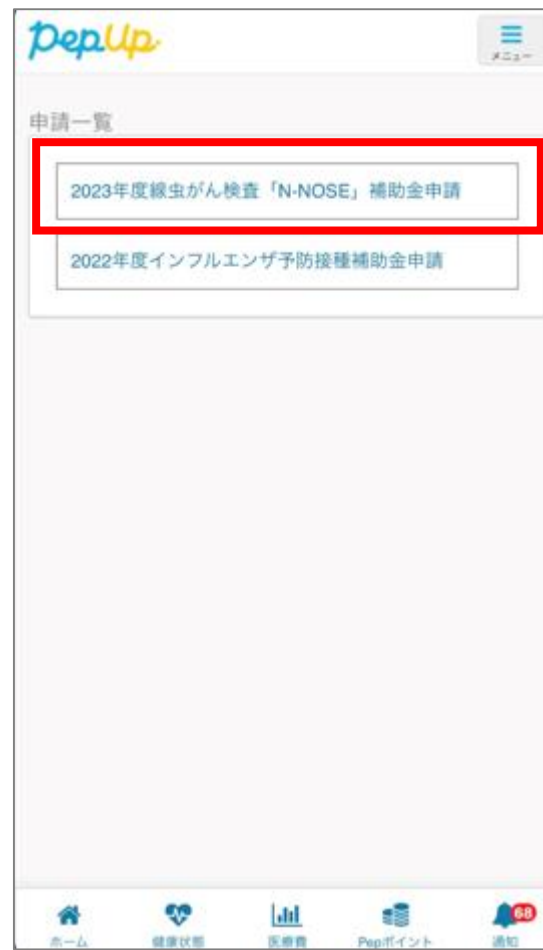 PepUp
メニュー
申請一覧
2023年度線虫がん検査「N-NOSE」補助金申請
2022年度インフルエンザ予防接種補助金申請
68
ホーム
健康状態
医療費
Pepポイント
通知